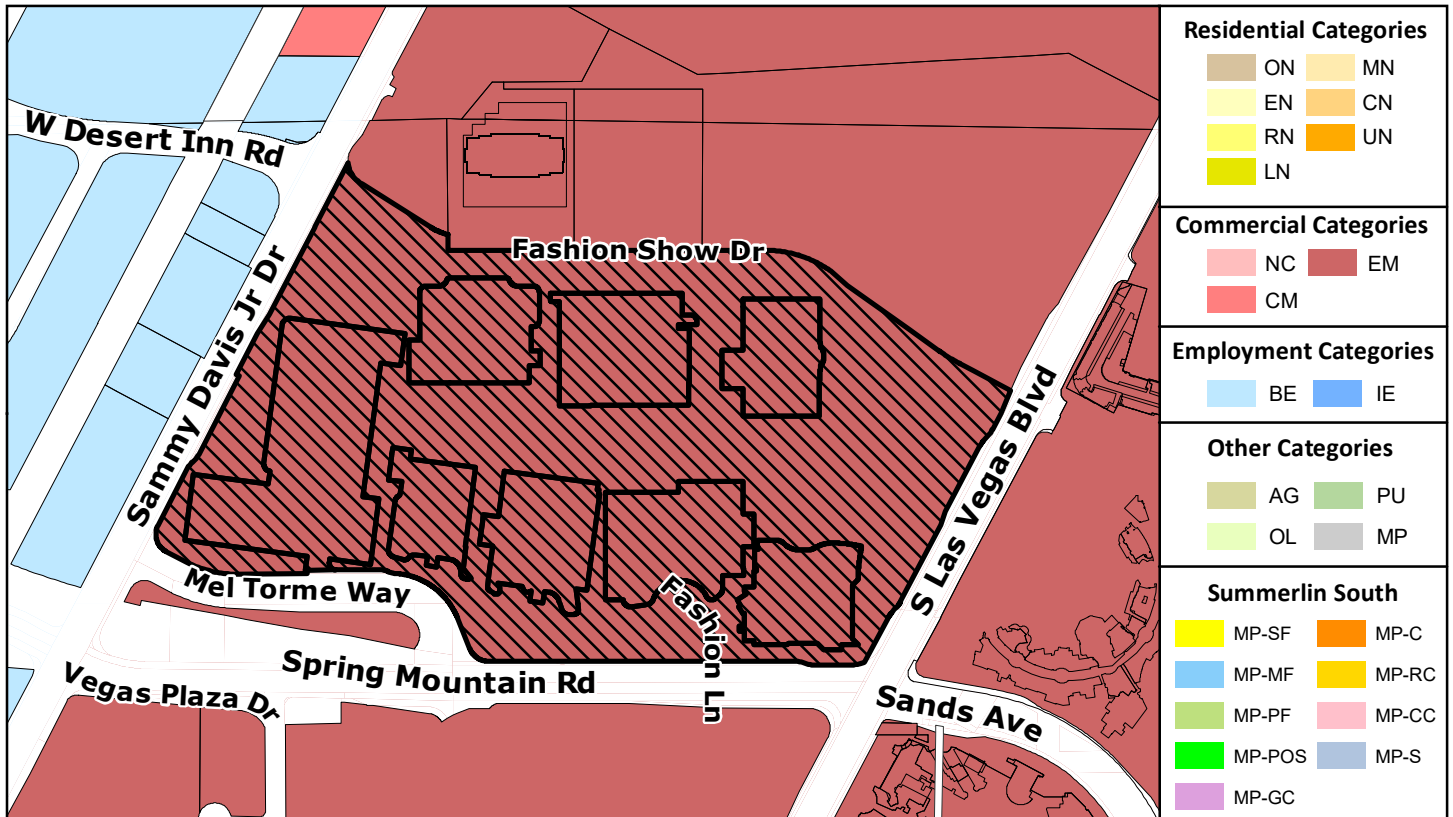 W Desert Inn Rd
Fashion Show Dr
Sammy Davis Jr Dr
S Las Vegas Blvd
Mel Torme Way
Fashion Ln
Spring Mountain Rd
Vegas Plaza Dr
Sands Ave
Residential Categories
ON MN
EN CN
RN UN
LN
Commercial Categories
NC EM
CM
Employment Categories
BE IE
Other Categories
AG PU
OL MP
Summerlin South
MP-SF MP-C
MP-MF MP-RC
MP-PF MP-CC
MP-POS MP-S
MP-GC